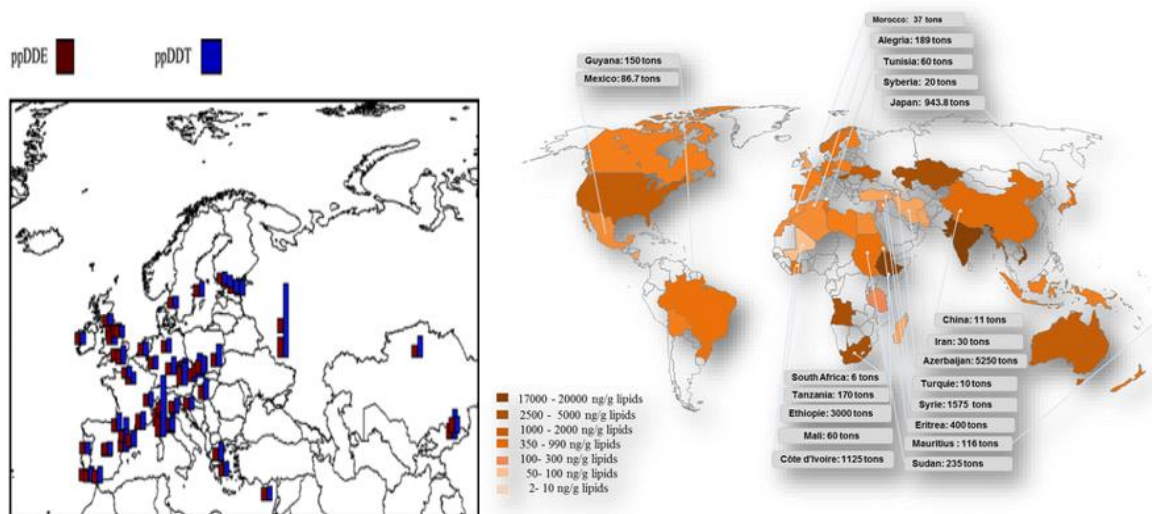 ppDDE
ppDDT
Guyana: 150 tons
Mexico: 86.7 tons
Morocco: 37 tons
Alegria: 189 tons
Tunisia: 60 tons
Syberia: 20 tons
Japan: 943.8 tons
China: 11 tons
Iran: 30 tons
Azerbaijan: 5250 tons
Turquie: 10 tons
Syrie: 1575 tons
Eritrea: 400 tons
Mauritius : 116 tons
Sudan: 235 tons
South Africa: 6 tons
Tanzania: 170 tons
Ethiopie: 3000 tons
Mali: 60 tons
Côte d'Ivoire: 1125 tons
17000 - 20000 ng/g lipids
2500 - 5000 ng/g lipids
1000 - 2000 ng/g lipids
350 - 990 ng/g lipids
100- 300 ng/g lipids
50- 100 ng/g lipids
2- 10 ng/g lipids